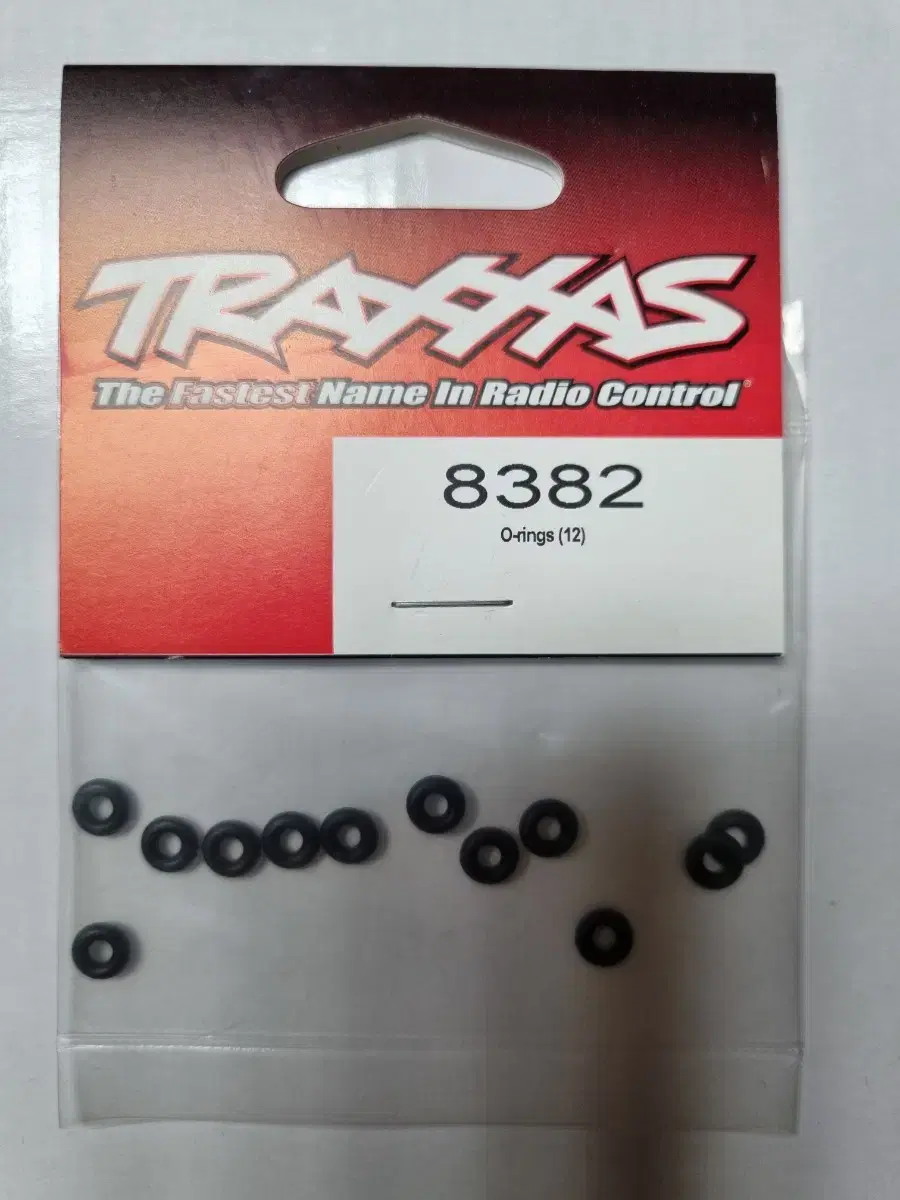 TRAXXAS
The Fastest Name In Radio Control®
8382
O-rings (12)